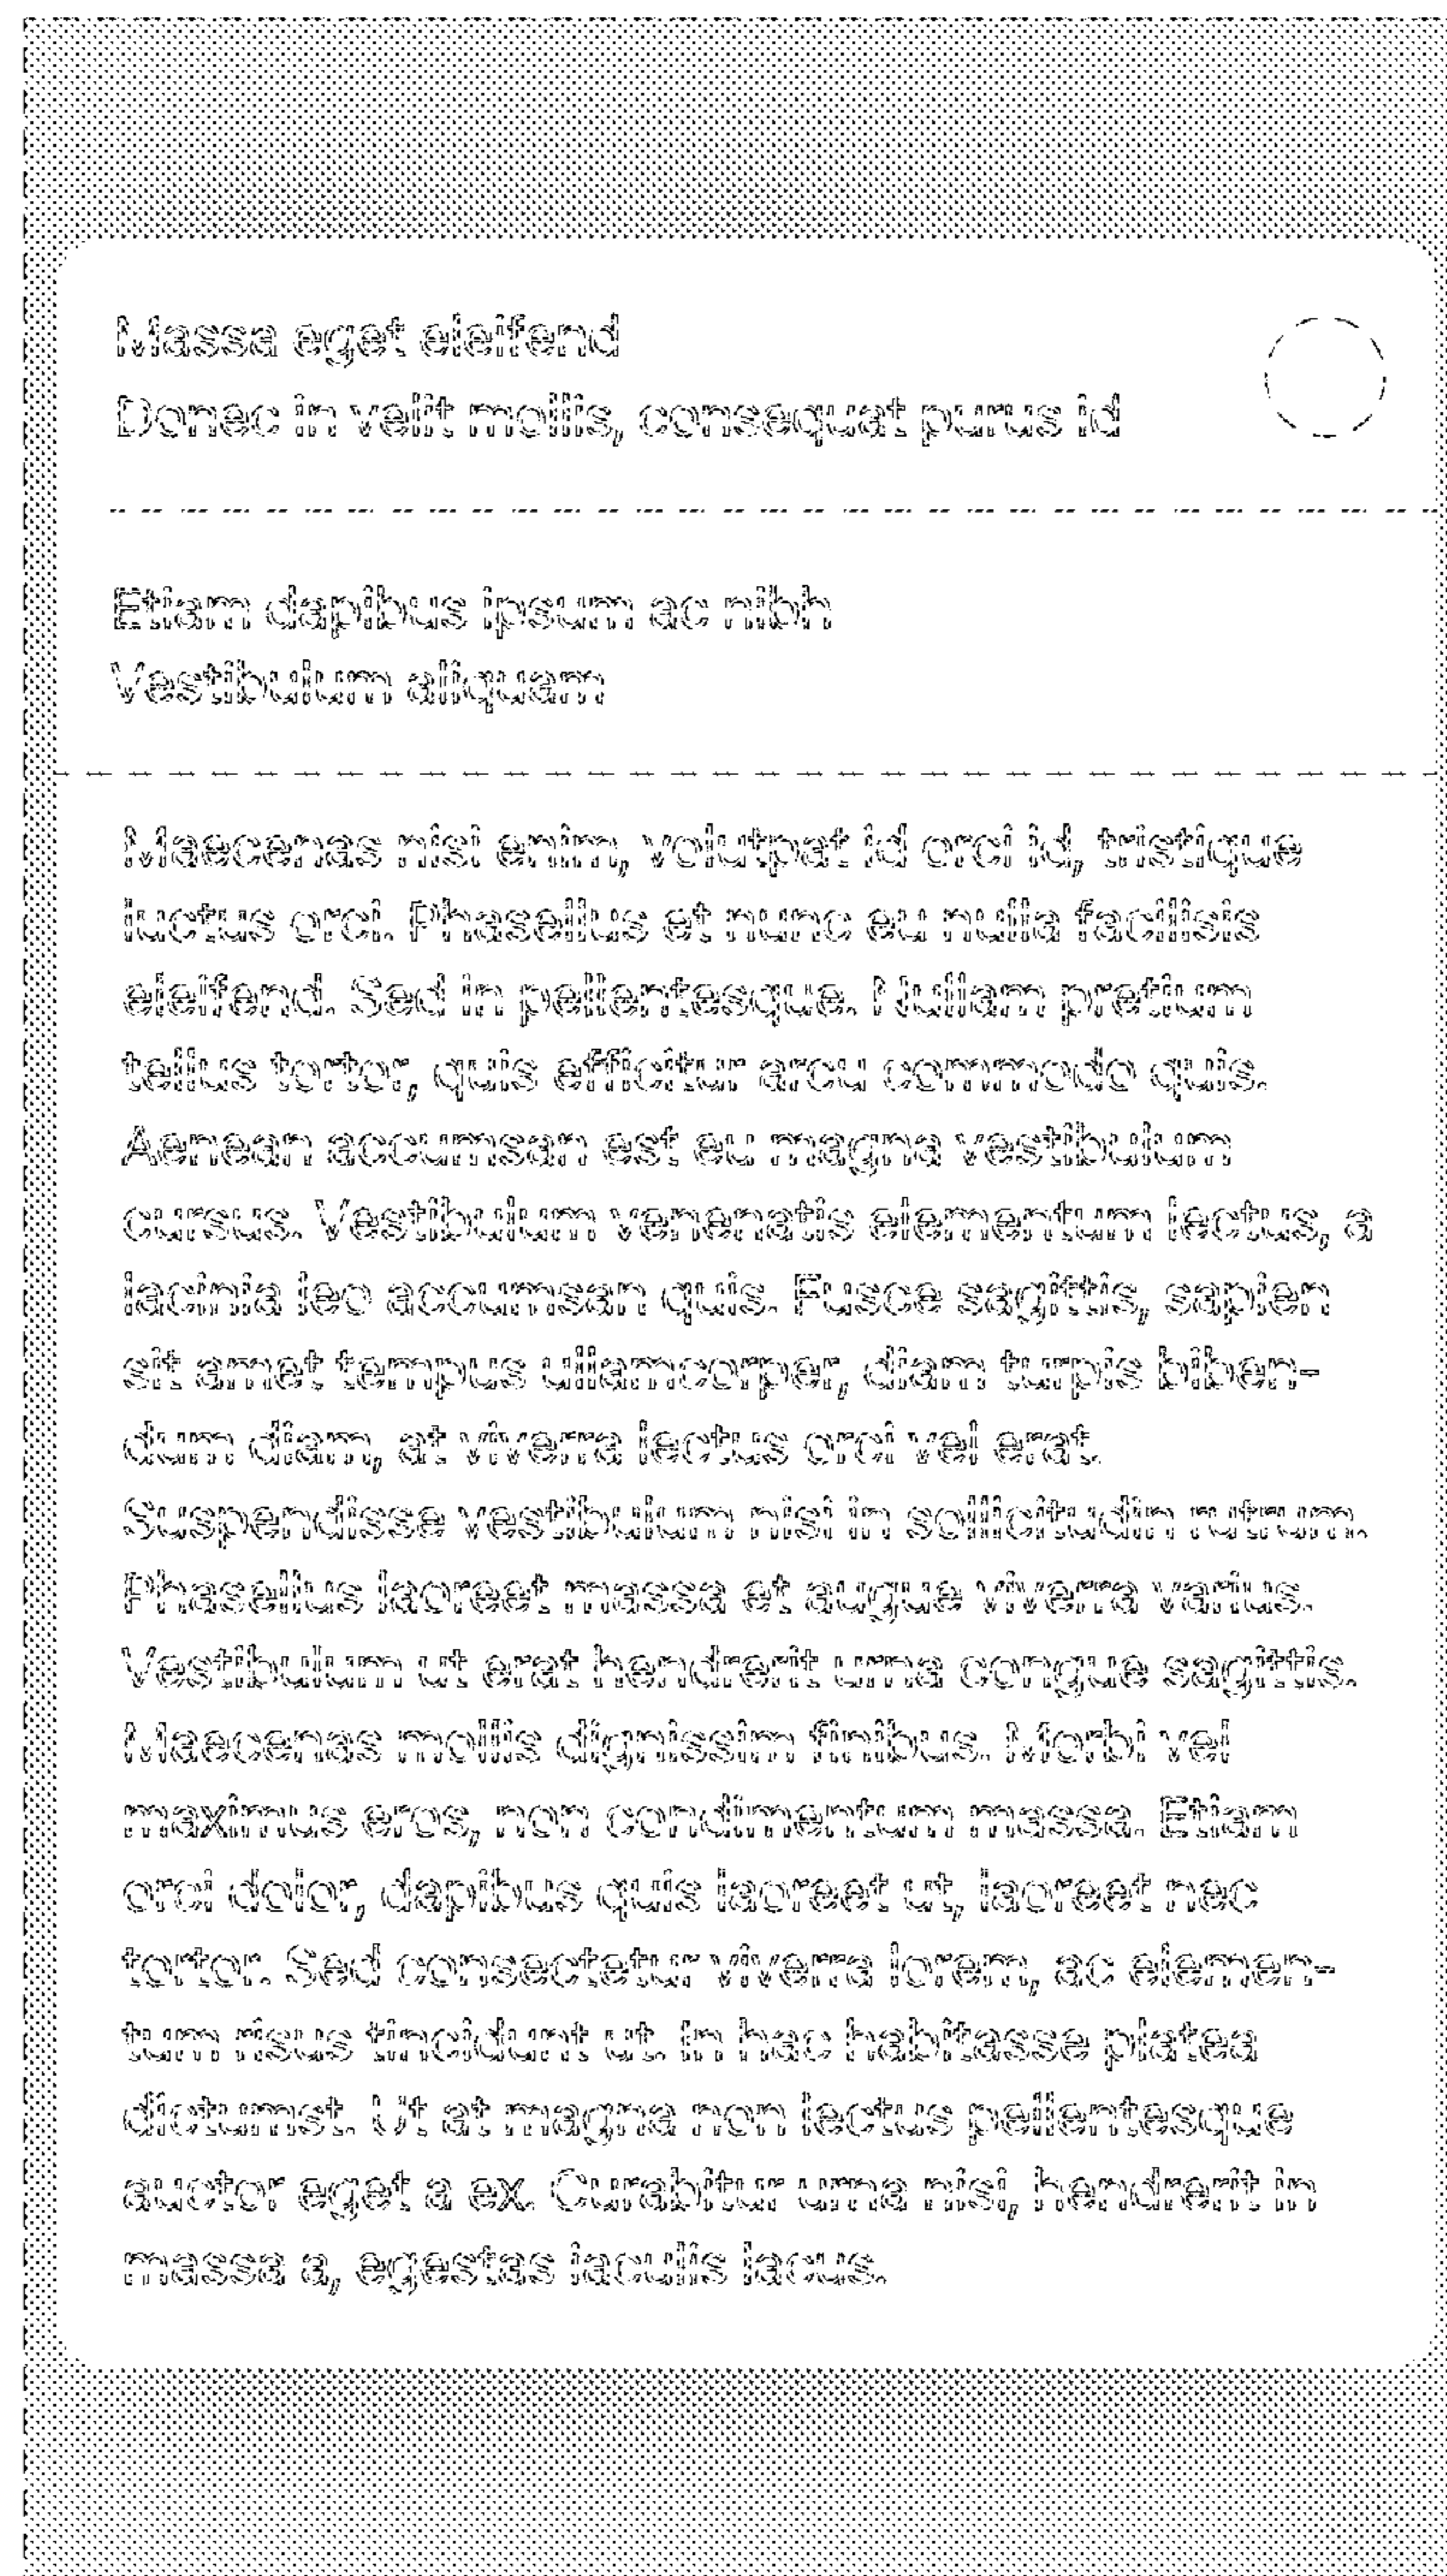 Massa eget eleifend
Donec in velit mollis, consequat purus id
Etiam dapibus ipsum ac nibh
Vestibulum aliquam
Maecenas nisi enim, volutpat id orci id, tristique
luctus orci. Phasellus et nunc eu nulla facilisis
eleifend. Sed in pellentesque. Nullam pretium
tellus tortor, quis efficitur arcu commodo quis.
Aenean accumsan est eu magna vestibulum
cursus. Vestibulum venenatis elementum lectus, a
lacinia leo accumsan quis. Fusce sagittis, sapien
sit amet tempus ullamcorper, diam turpis biben-
dum diam, at viverra lectus orci vel erat.
Suspendisse vestibulum nisi in sollicitudin rutrum.
Phasellus laoreet massa et augue viverra varius.
Vestibulum ut erat hendrerit urna congue sagittis.
Maecenas mollis dignissim finibus. Morbi vel
maximus eros, non condimentum massa. Etiam
orci dolor, dapibus quis laoreet ut, laoreet nec
tortor. Sed consectetur viverra lorem, ac elemen-
tum risus tincidunt ut. In hac habitasse platea
dictumst. Ut at magna non lectus pellentesque
auctor eget a ex. Curabitur urna nisi, hendrerit in
massa a, egestas iaculis lacus.